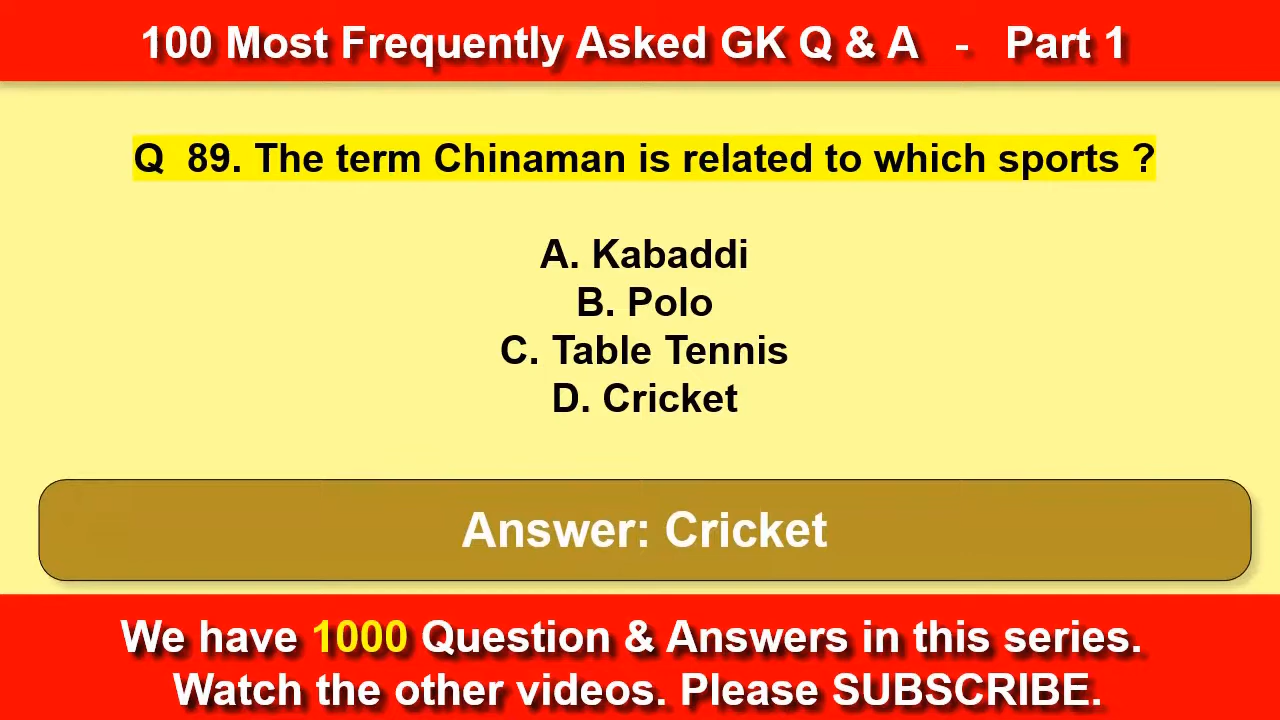 100 Most Frequently Asked GK Q & A - Part 1
Q 89. The term Chinaman is related to which sports ?
A. Kabaddi
B. Polo
C. Table Tennis
D. Cricket
Answer: Cricket
We have 1000 Question & Answers in this series.
Watch the other videos. Please SUBSCRIBE.